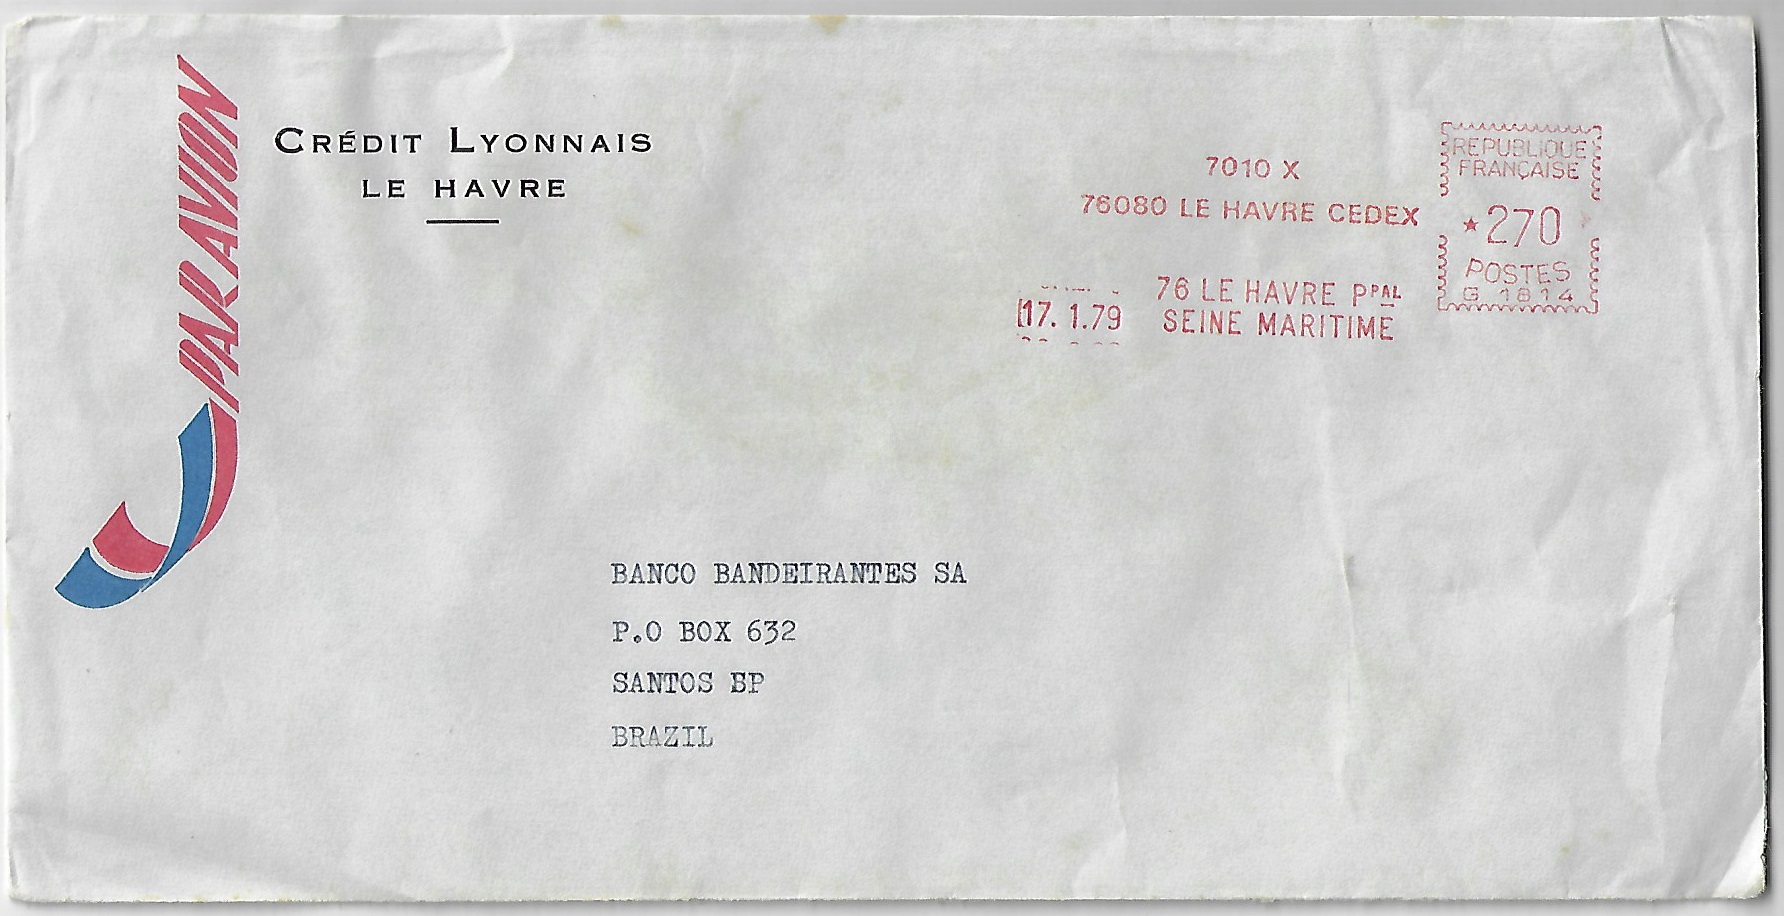 PAR AVION
CRÉDIT LYONNAIS
LE HAVRE
7010 X
76080 LE HAVRE CEDEX
REPUBLIQUE
FRANÇAISE
★270
POSTES
G 1814
76 LE HAVRE PPAL
17. 1.79 SEINE MARITIME
BANCO BANDEIRANTES SA
P.O BOX 632
SANTOS BP
BRAZIL